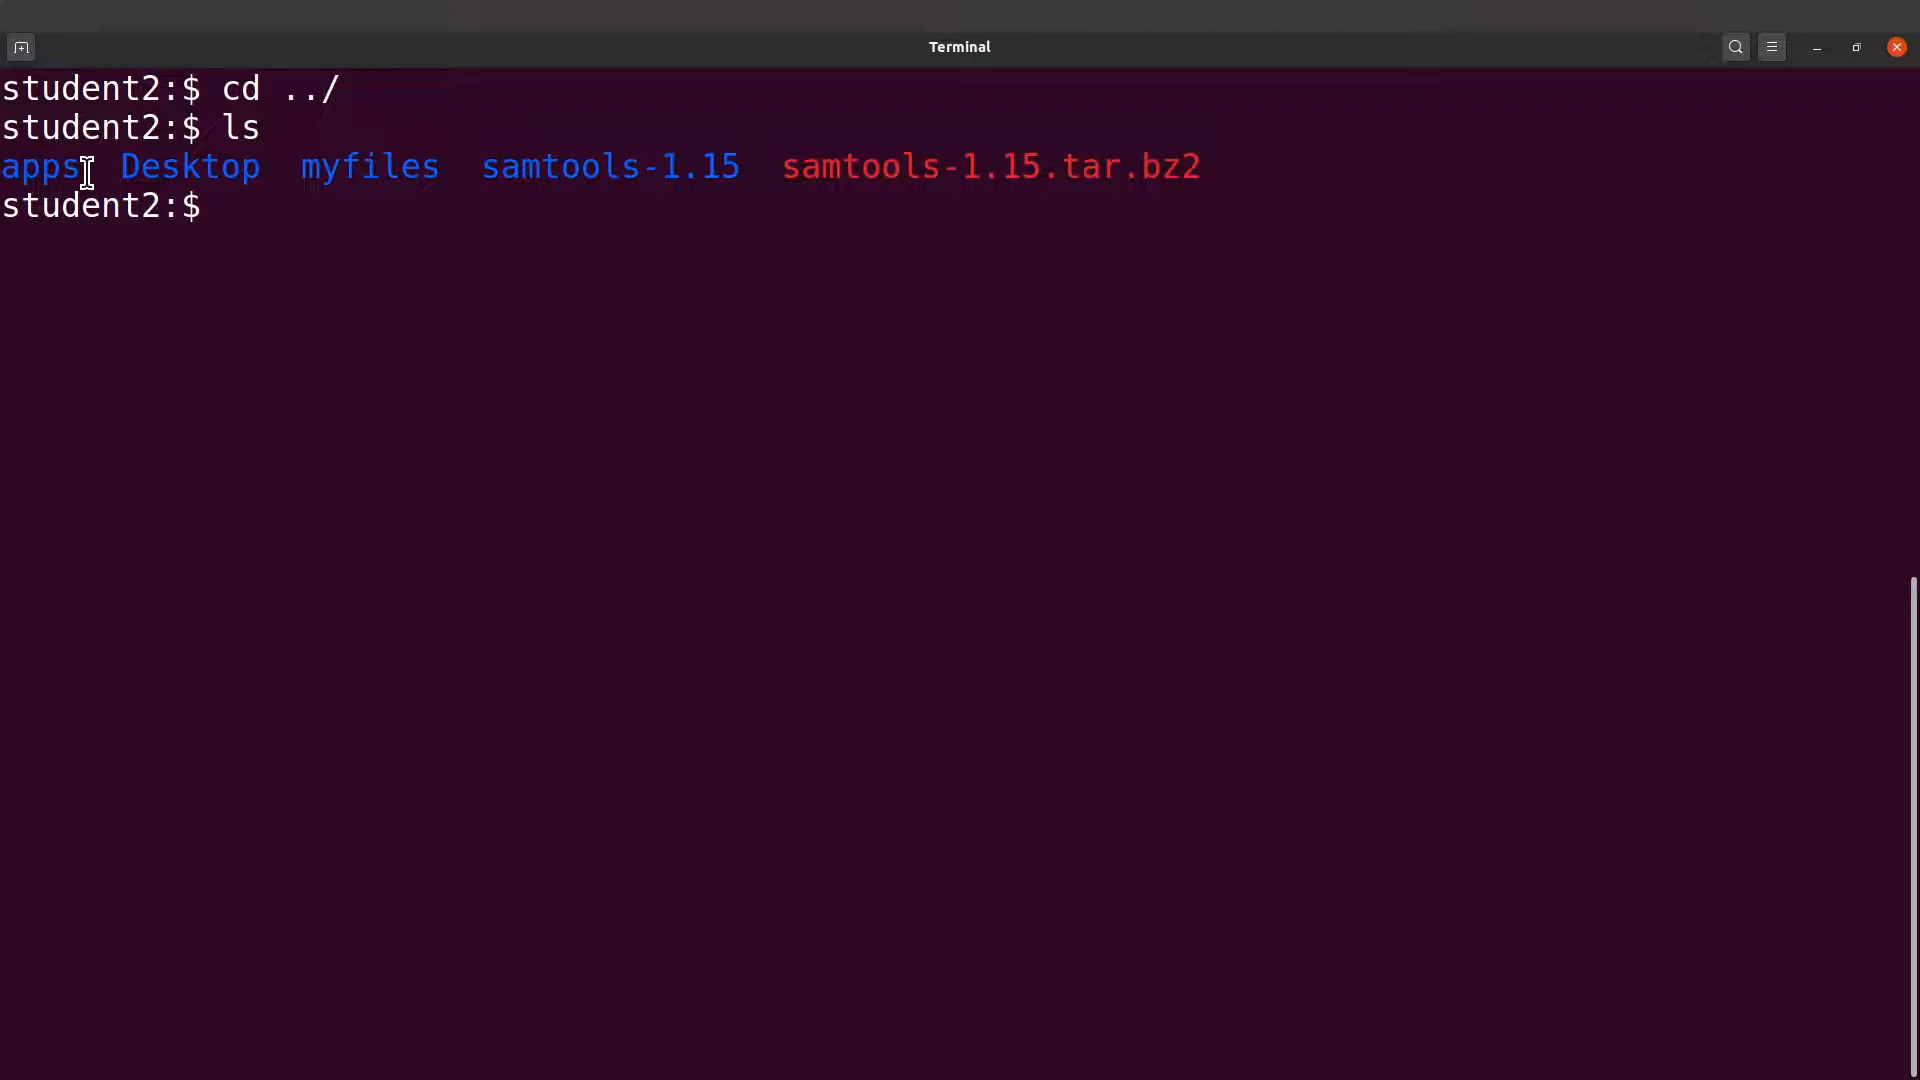 Terminal
student2:$ cd ../
student2:$ ls
apps  Desktop  myfiles  samtools-1.15  samtools-1.15.tar.bz2
student2:$